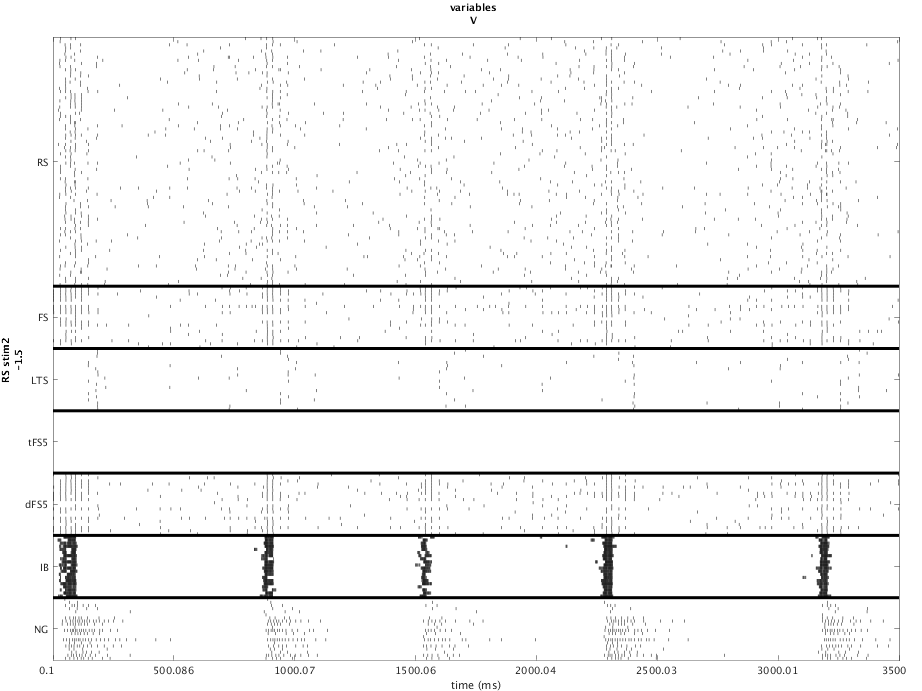 variables
V
RS
FS
LTS
tFS5
dFS5
IB
NG
RS stim2
-1.5
0.1 500.086 1000.07 1500.06 2000.04 2500.03 3000.01 3500
time (ms)